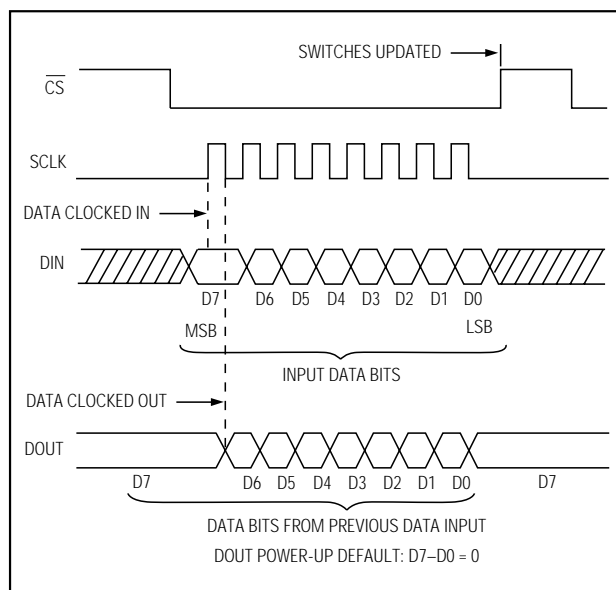 SWITCHES UPDATED
CS
SCLK
DATA CLOCKED IN
DIN
D7 D6 D5 D4 D3 D2 D1 D0
MSB LSB
INPUT DATA BITS
DATA CLOCKED OUT
DOUT
D7 D6 D5 D4 D3 D2 D1 D0 D7
DATA BITS FROM PREVIOUS DATA INPUT
DOUT POWER-UP DEFAULT: D7–D0 = 0